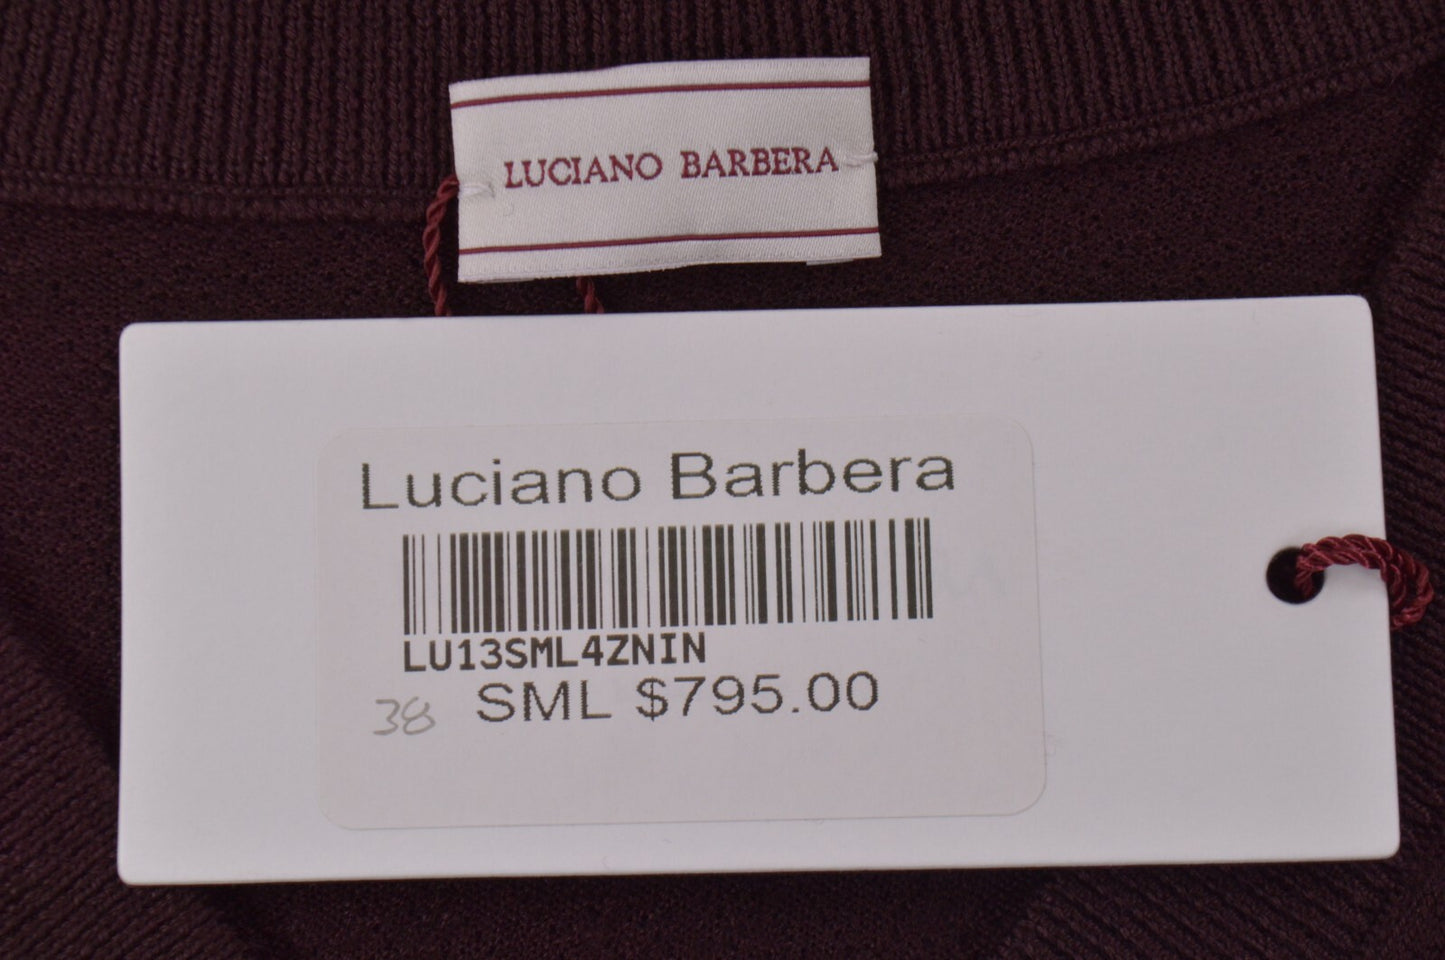 LUCIANO BARBERA
Luciano Barbera
LU13SML4ZNIN
38 SML $795.00